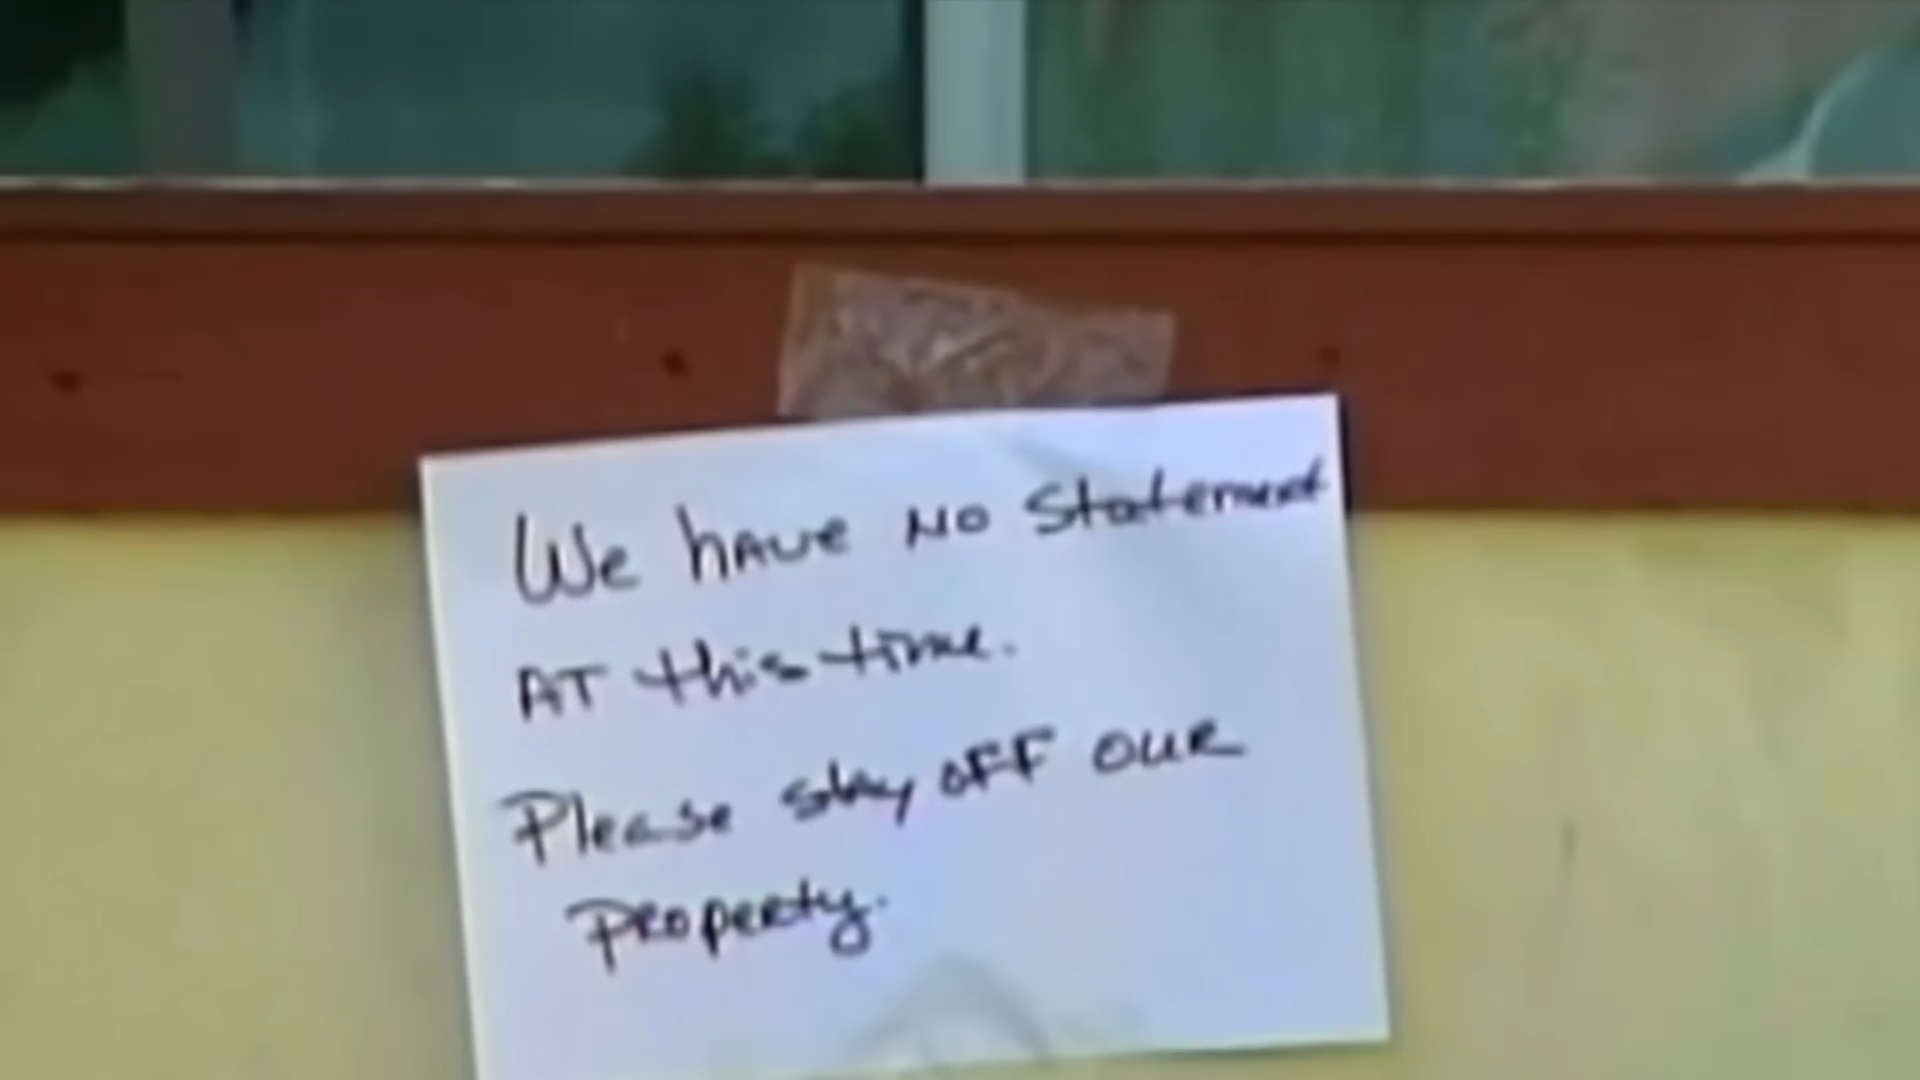 We have no statement
AT this time.
Please stay off our
Property.